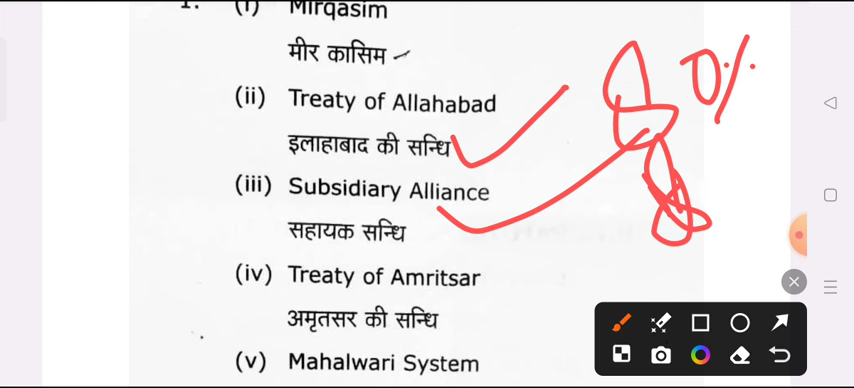 1. (i) Mirqasim
मीर कासिम
(ii) Treaty of Allahabad
इलाहाबाद की सन्धि
(iii) Subsidiary Alliance
सहायक सन्धि
(iv) Treaty of Amritsar
अमृतसर की सन्धि
(v) Mahalwari System
0%